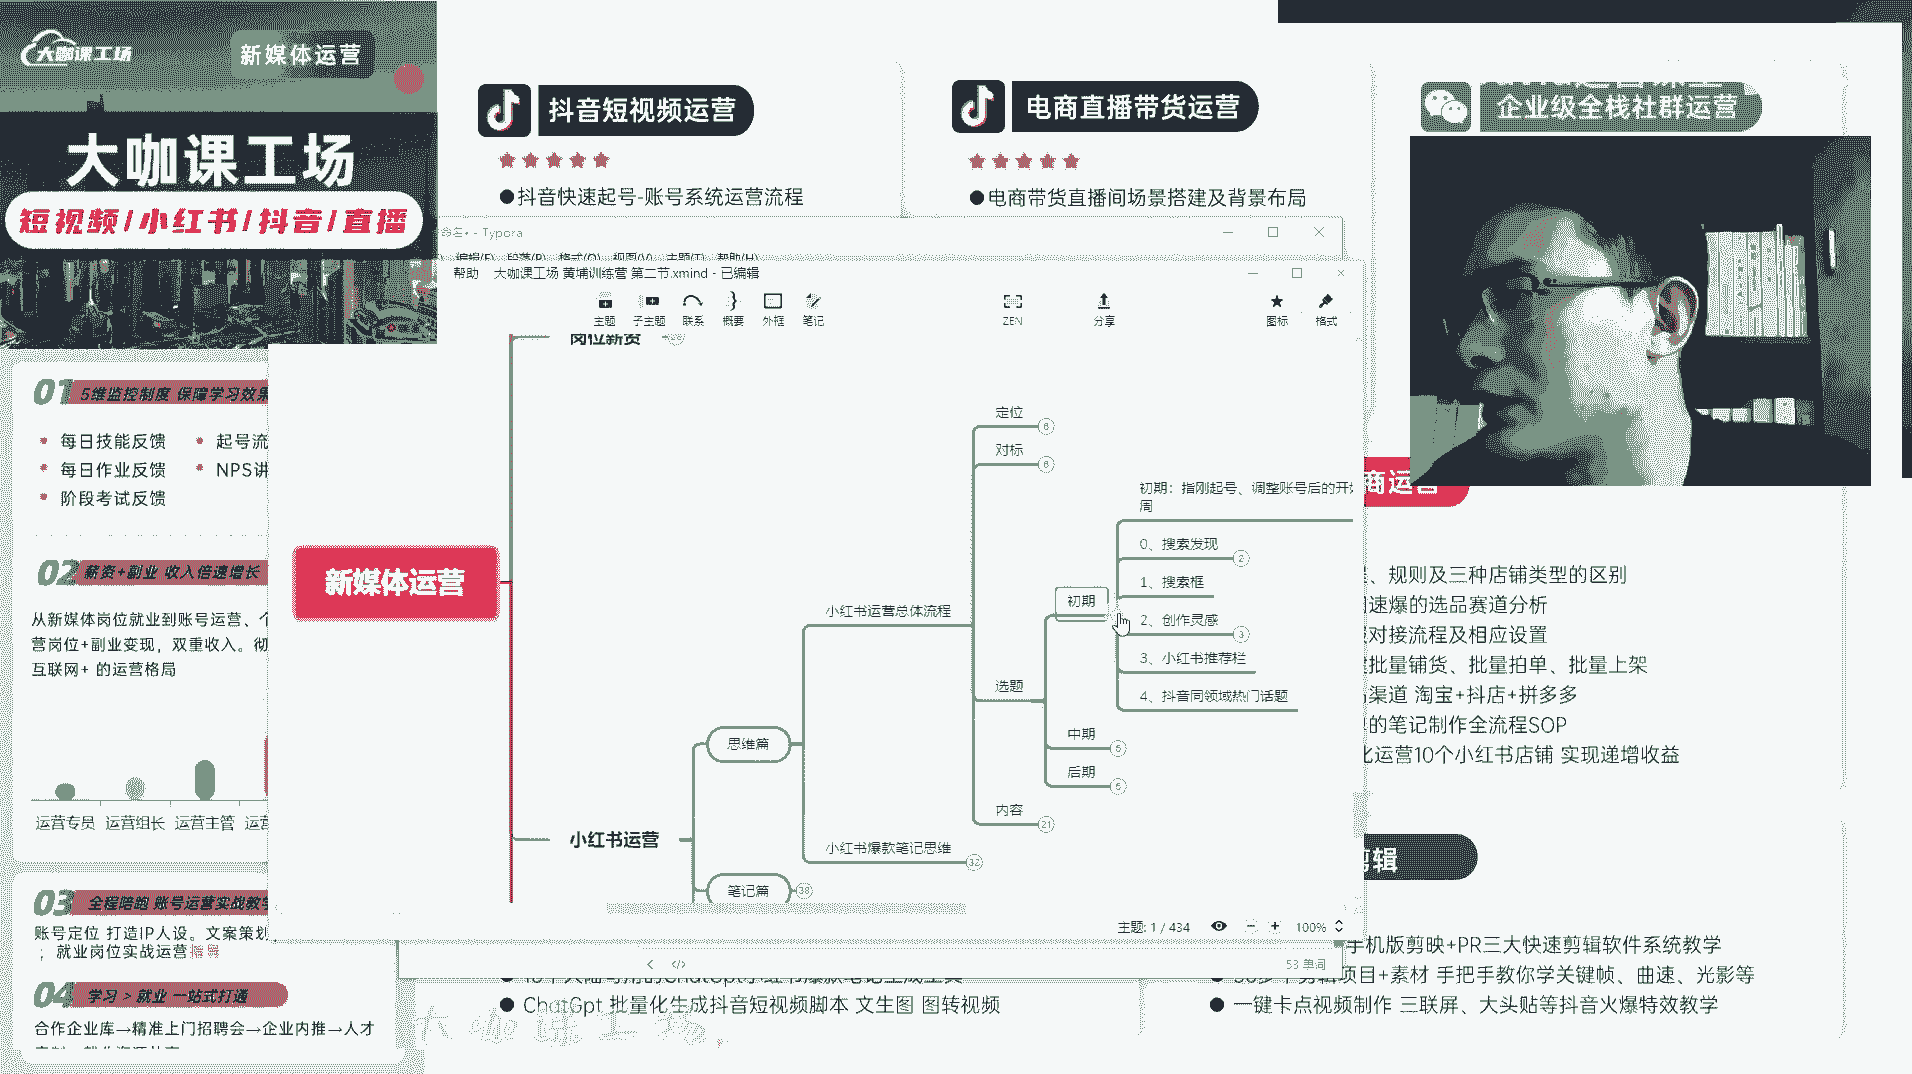 大咖课工场
新媒体运营
大咖课工场
短视频/小红书/抖音/直播
抖音短视频运营
●抖音快速起号-账号系统运营流程
电商直播带货运营
●电商带货直播间场景搭建及背景布局
企业级全栈社群运营
01 5维监控制度 保障学习效果
• 每日技能反馈 • 起号流
• 每日作业反馈 • NPS讲
• 阶段考试反馈
02 薪资+副业 收入倍速增长
从新媒体岗位就业到账号运营、个
营岗位+副业变现，双重收入。彻
互联网+ 的运营格局
运营专员 运营组长 运营主管 运营
03 全程陪跑 账号运营实战教学
账号定位 打造IP人设。文案策划
；就业岗位实战运营指导
04 学习 > 就业 一站式打通
合作企业库→精准上门招聘会→企业内推→人才
命名• - Typora
编辑(E) 段落(P) 格式(O) 视图(V) 主题(T) 帮助(H)
帮助 大咖课工场 黄埔训练营 第二节.xmind - 已编辑
主题 子主题 联系 概要 外框 笔记 ZEN 分享 图标 格式
岗位薪资
新媒体运营
小红书运营
思维篇
笔记篇 38
小红书运营总体流程
小红书爆款笔记思维 32
定位 6
对标 6
选题
内容 21
初期
中期 5
后期 5
初期：指刚起号、调整账号后的开始
周
0、搜索发现 2
1、搜索框
2、创作灵感 3
3、小红书推荐栏
4、抖音同领域热门话题
主题: 1 / 434 100%
53 单词
商运营
、规则及三种店铺类型的区别
速爆的选品赛道分析
对接流程及相应设置
批量铺货、批量拍单、批量上架
渠道 淘宝+抖店+拼多多
的笔记制作全流程SOP
化运营10个小红书店铺 实现递增收益
剪辑
手机版剪映+PR三大快速剪辑软件系统教学
项目+素材 手把手教你学关键帧、曲速、光影等
● 一键卡点视频制作 三联屏、大头贴等抖音火爆特效教学
● ChatGpt 批量化生成抖音短视频脚本 文生图 图转视频
大咖课工场.